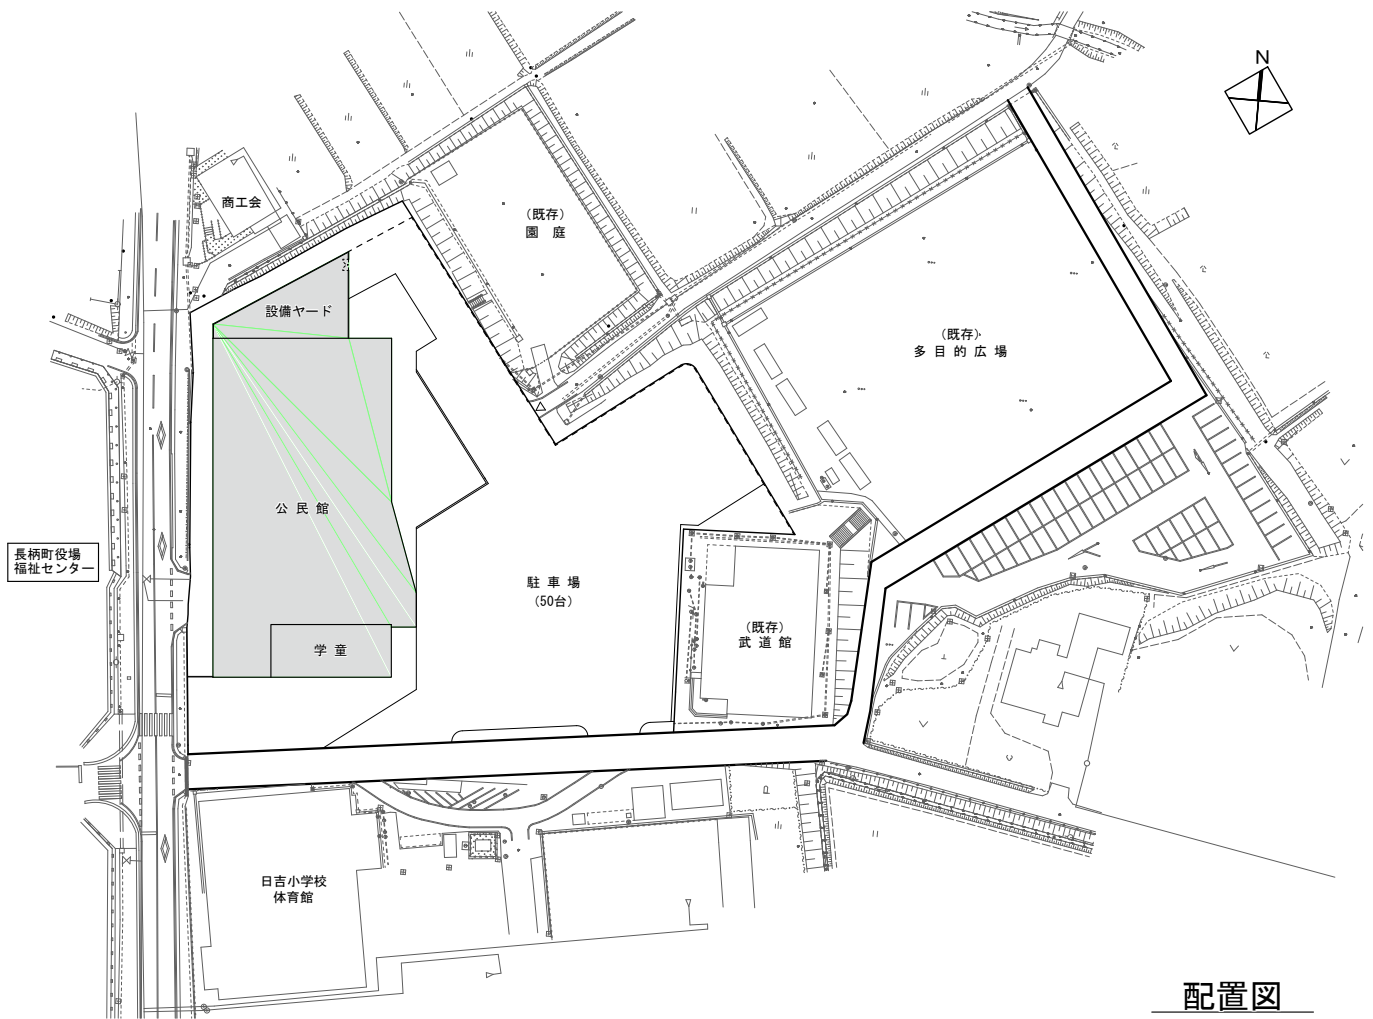 N
商工会
(既存)
園 庭
設備ヤード
(既存)
多 目 的 広 場
公 民 館
長柄町役場
福祉センター
駐 車 場
(50台)
(既存)
武 道 館
学 童
日吉小学校
体育館
配置図